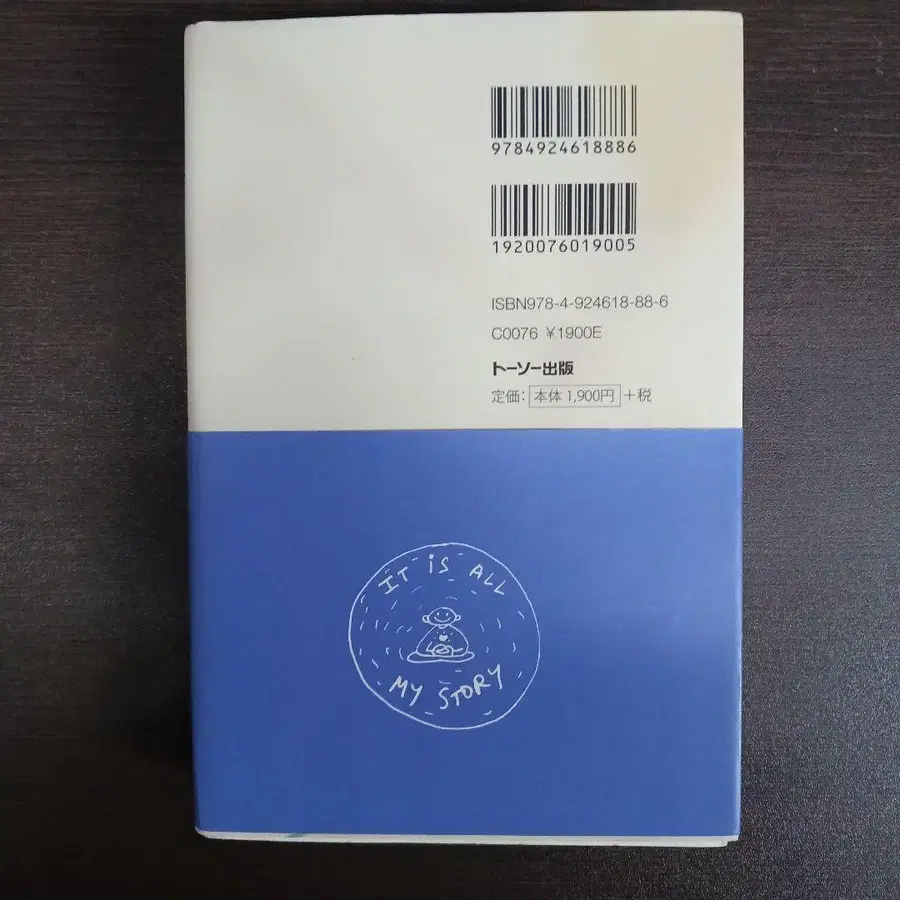 9784924618886
1920076019005
ISBN978-4-924618-88-6
C0076 ¥1900E
トーソー出版
定価: 本体 1,900円 +税
IT iS ALL
MY STORY